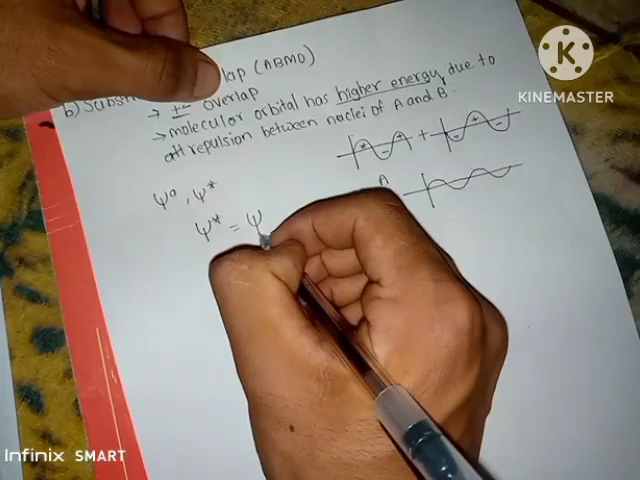 b) Subs lap (ABMO)
→ +- overlap
→ molecular orbital has higher energy due to
repulsion between nuclei of A and B.
+ - + + - + -
A
ψᵃ, ψ*
ψ* = ψ
K
KINEMASTER
Infinix SMART